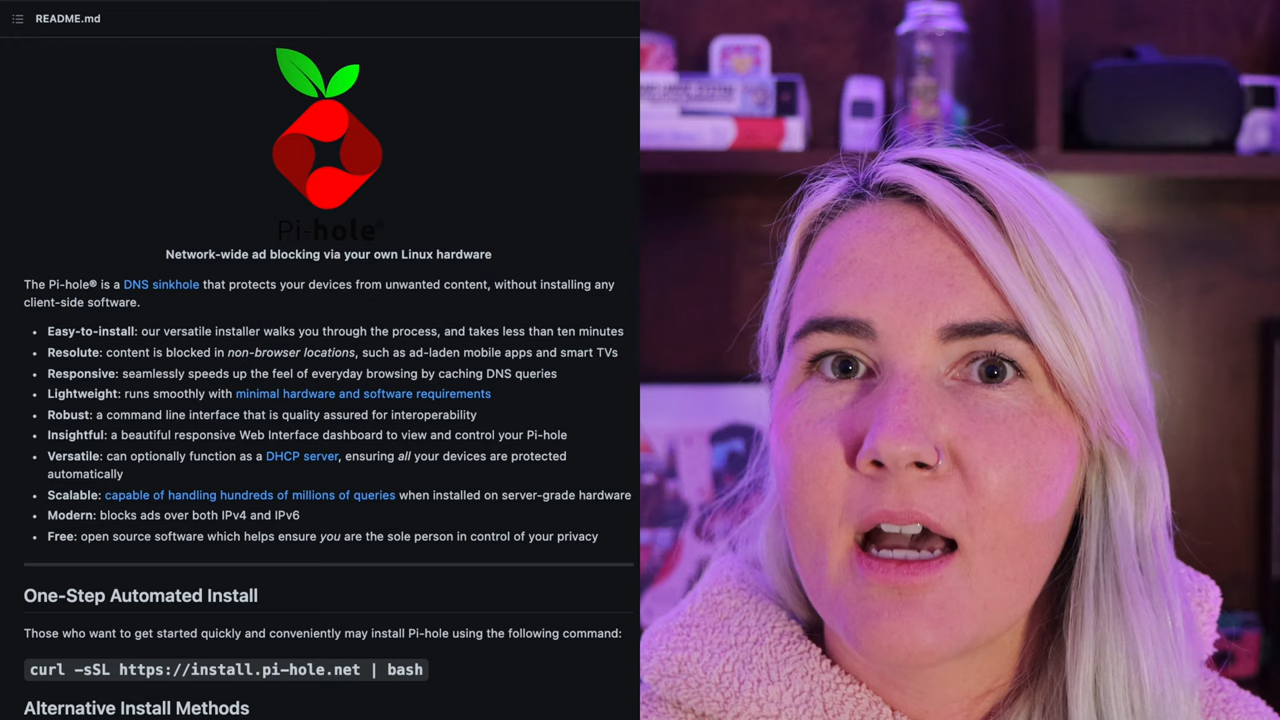 README.md
Pi-hole®
Network-wide ad blocking via your own Linux hardware
The Pi-hole® is a DNS sinkhole that protects your devices from unwanted content, without installing any
client-side software.
• Easy-to-install: our versatile installer walks you through the process, and takes less than ten minutes
• Resolute: content is blocked in non-browser locations, such as ad-laden mobile apps and smart TVs
• Responsive: seamlessly speeds up the feel of everyday browsing by caching DNS queries
• Lightweight: runs smoothly with minimal hardware and software requirements
• Robust: a command line interface that is quality assured for interoperability
• Insightful: a beautiful responsive Web Interface dashboard to view and control your Pi-hole
• Versatile: can optionally function as a DHCP server, ensuring all your devices are protected
automatically
• Scalable: capable of handling hundreds of millions of queries when installed on server-grade hardware
• Modern: blocks ads over both IPv4 and IPv6
• Free: open source software which helps ensure you are the sole person in control of your privacy
One-Step Automated Install
Those who want to get started quickly and conveniently may install Pi-hole using the following command:
curl -sSL https://install.pi-hole.net | bash
Alternative Install Methods